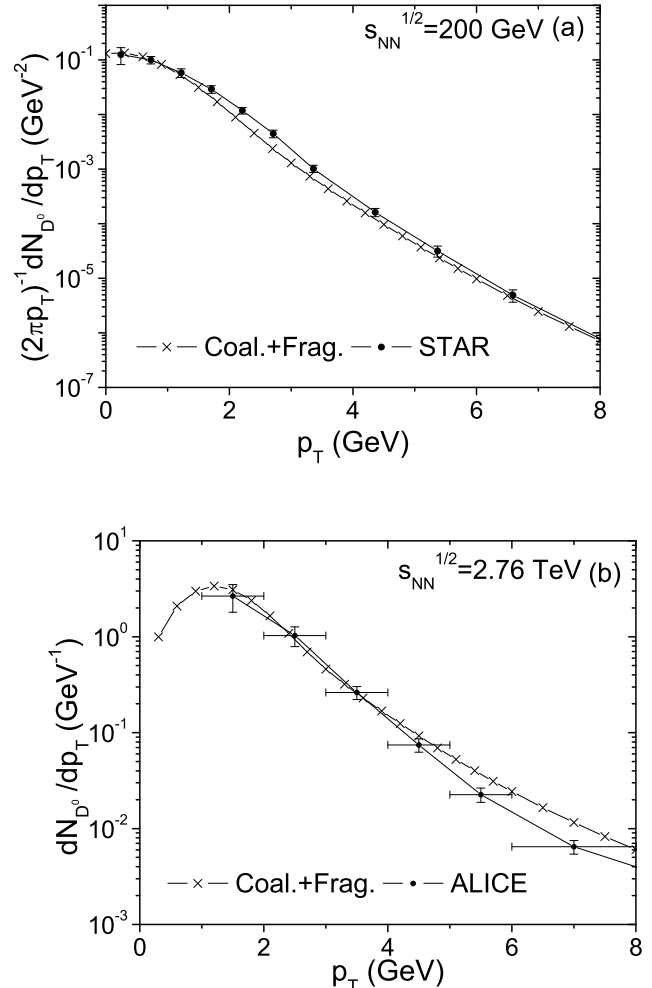 s_NN^1/2=200 GeV (a)
10^-1
10^-3
10^-5
10^-7
(2πp_T)^-1 dN_D^0 /dp_T (GeV^-2)
—×— Coal.+Frag. —•— STAR
0 2 4 6 8
p_T (GeV)
s_NN^1/2=2.76 TeV (b)
10^1
10^0
10^-1
10^-2
10^-3
dN_D^0 /dp_T (GeV^-1)
—×— Coal.+Frag. —•— ALICE
0 2 4 6 8
p_T (GeV)